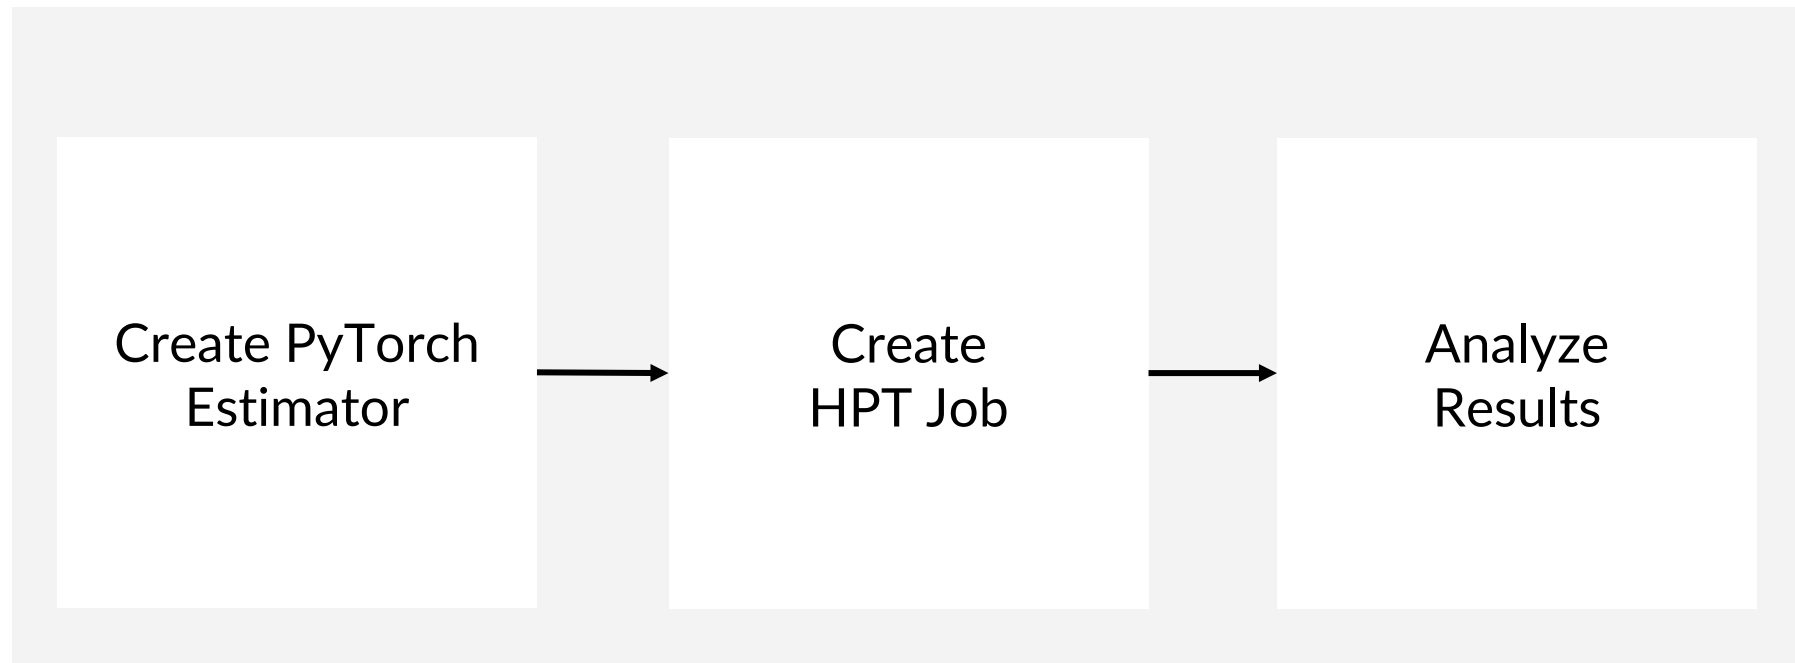 Create PyTorch
Estimator
Create
HPT Job
Analyze
Results